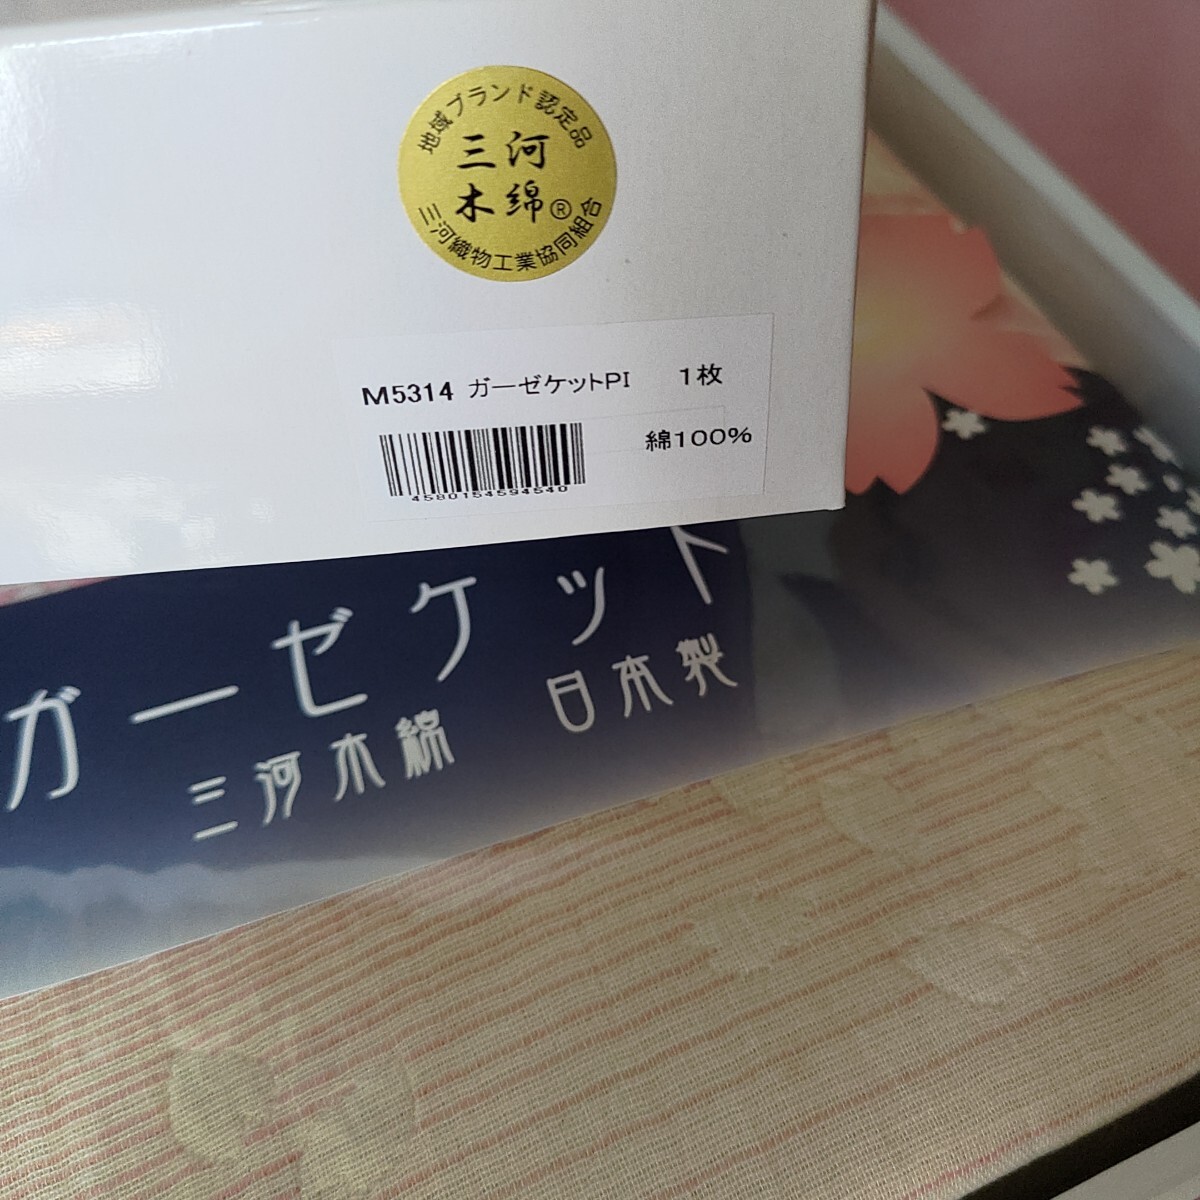 地域ブランド認定品
三河
木綿®
三河織物工業協同組合
M5314 ガーゼケットPI 1枚
綿100%
4580154594540
ガーゼケット
三河木綿 日本製